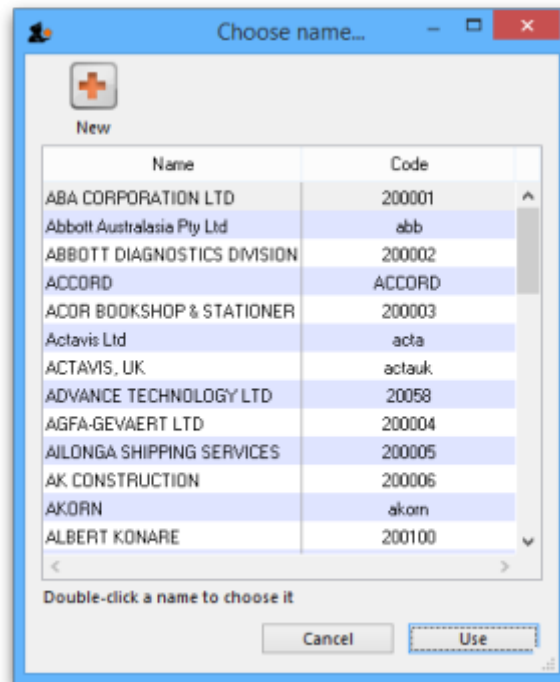 Choose name...
New
Name Code
ABA CORPORATION LTD 200001
Abbott Australasia Pty Ltd abb
ABBOTT DIAGNOSTICS DIVISION 200002
ACCORD ACCORD
ACOR BOOKSHOP & STATIONER 200003
Actavis Ltd acta
ACTAVIS, UK actauk
ADVANCE TECHNOLOGY LTD 20058
AGFA-GEVAERT LTD 200004
AILONGA SHIPPING SERVICES 200005
AK CONSTRUCTION 200006
AKORN akorn
ALBERT KONARE 200100
Double-click a name to choose it
Cancel Use